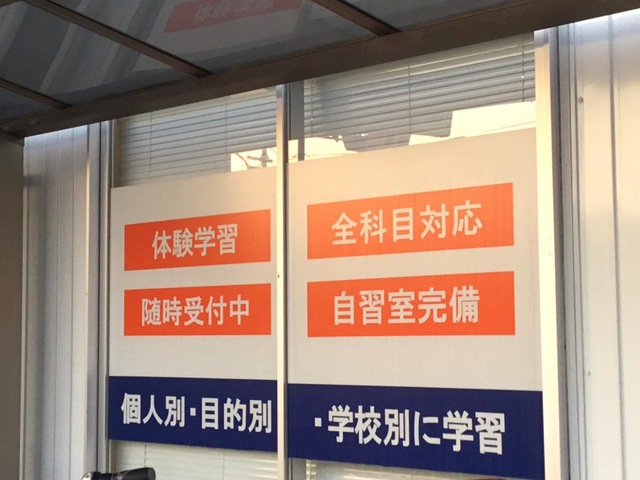 体験学習
随時受付中
全科目対応
自習室完備
個人別・目的別・学校別に学習